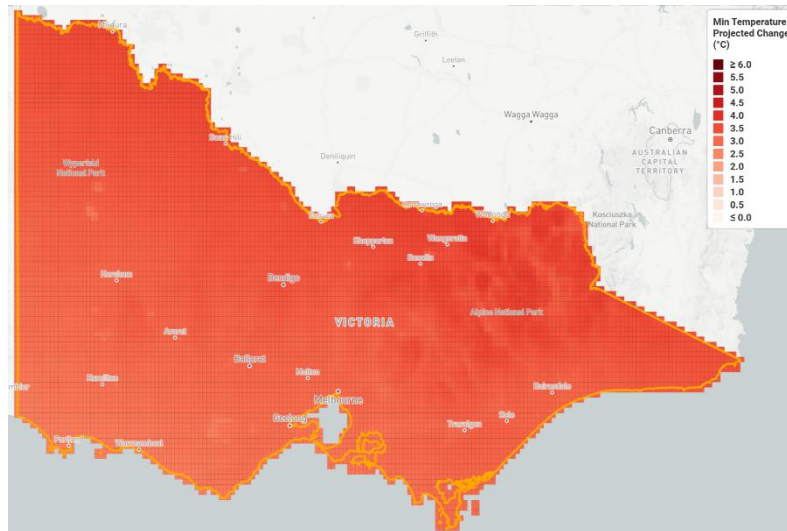 Min Temperature
Projected Change
(°C)
≥ 6.0
5.5
5.0
4.5
4.0
3.5
3.0
2.5
2.0
1.5
1.0
0.5
≤ 0.0
Mildura
Griffith
Leeton
Wagga Wagga
Canberra
AUSTRALIAN
CAPITAL
TERRITORY
Swan Hill
Deniliquin
Wyperfeld
National Park
Kosciuszko
National Park
Wodonga
Shepparton
Wangaratta
Benalla
Horsham
Bendigo
Alpine National Park
VICTORIA
Ararat
Ballarat
Melton
Hamilton
Bairnsdale
Melbourne
Geelong
Sale
Traralgon
Portland
Warrnambool